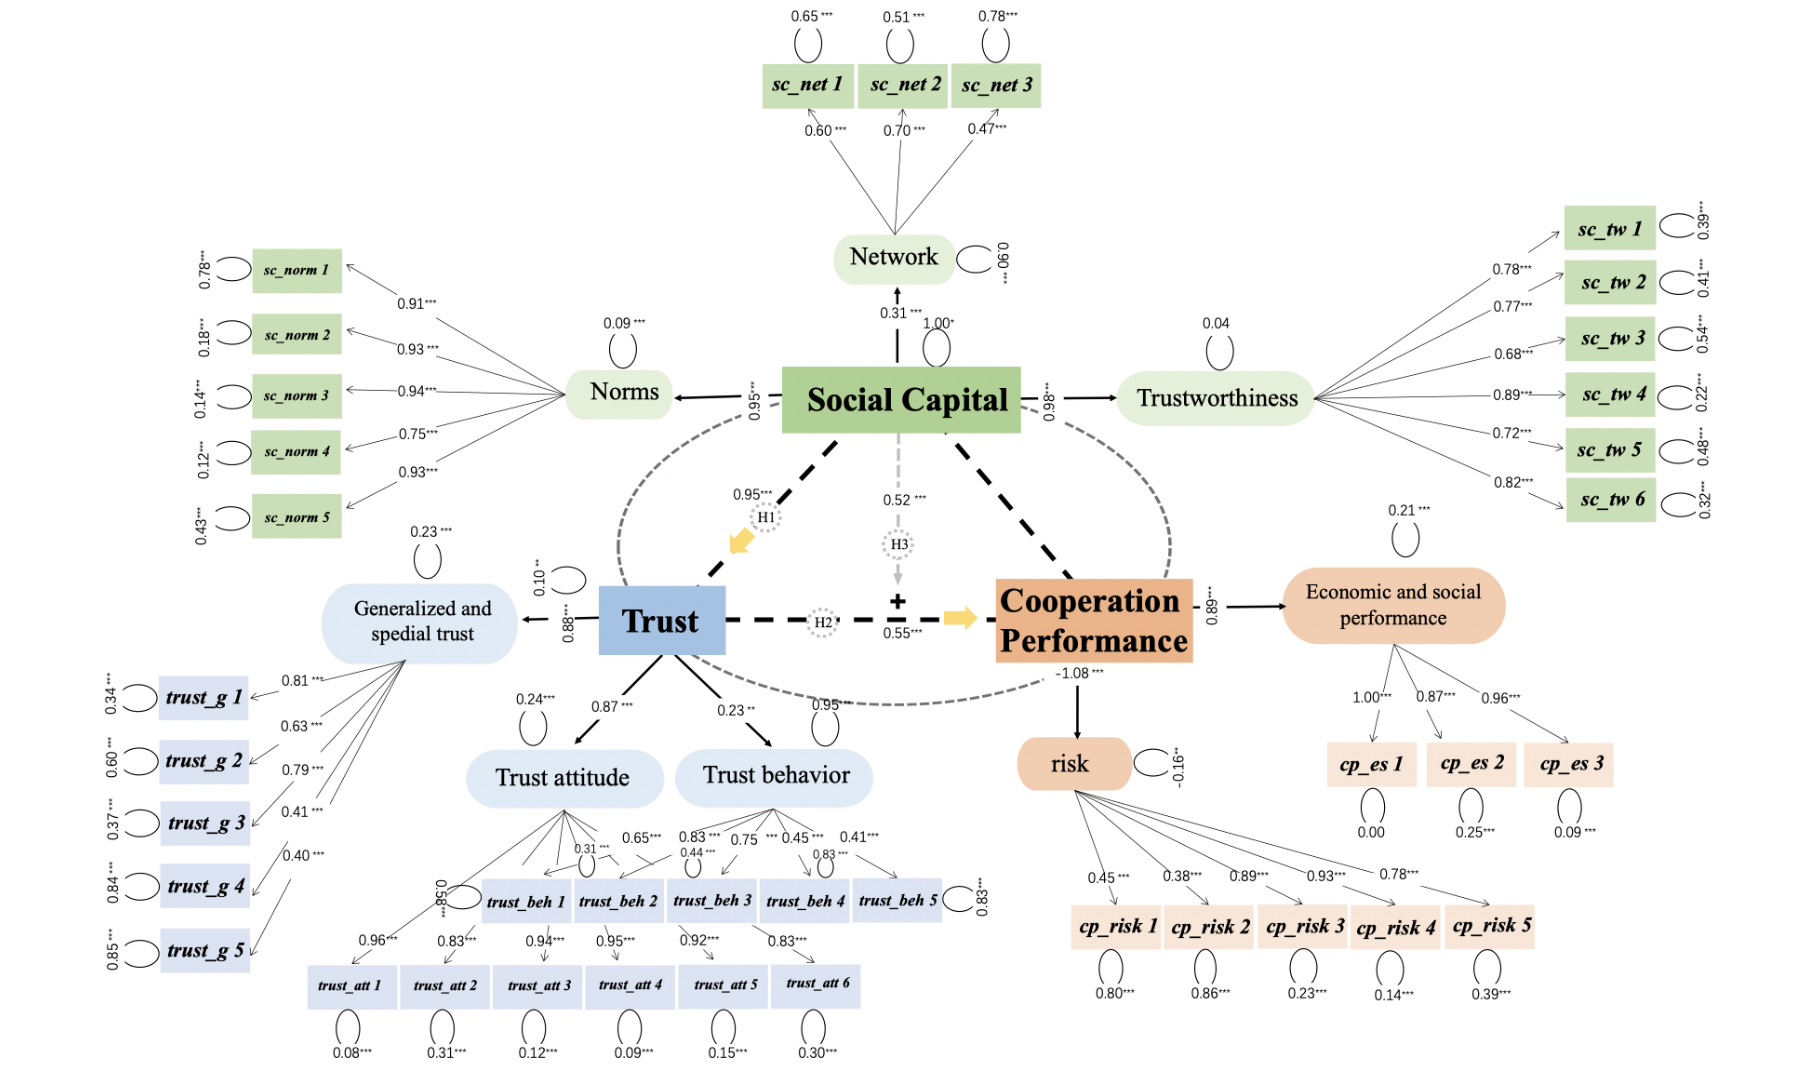 0.65 *** 0.51 *** 0.78***
sc_net 1 sc_net 2 sc_net 3
0.60 *** 0.70 *** 0.47***
Network
0.90 ***
0.31 ***
1.00*
sc_norm 1
sc_norm 2
sc_norm 3
sc_norm 4
sc_norm 5
0.78***
0.18***
0.14***
0.12***
0.43***
0.91***
0.93 ***
0.94***
0.75***
0.93***
0.09 ***
Norms
0.95***
Social Capital
0.98***
0.04
Trustworthiness
0.78***
0.77***
0.68***
0.89***
0.72***
0.82***
sc_tw 1
sc_tw 2
sc_tw 3
sc_tw 4
sc_tw 5
sc_tw 6
0.39***
0.41***
0.54***
0.22***
0.48***
0.32***
0.95***
H1
0.52 ***
H3
+
H2
0.55***
0.23 ***
Generalized and
spedial trust
0.10 **
0.88***
Trust
Cooperation
Performance
0.89***
0.21 ***
Economic and social
performance
1.00*** 0.87*** 0.96***
cp_es 1 cp_es 2 cp_es 3
0.00 0.25*** 0.09 ***
0.81 ***
0.63 ***
0.79 ***
0.41 ***
0.40 ***
trust_g 1
trust_g 2
trust_g 3
trust_g 4
trust_g 5
0.34 ***
0.60 ***
0.37 ***
0.84 ***
0.85 ***
0.24*** 0.87 *** 0.23 ** 0.95***
Trust attitude Trust behavior
-1.08 ***
risk
-0.16**
0.31 *** 0.65*** 0.83 *** 0.44 *** 0.75 *** 0.45 *** 0.83 *** 0.41***
0.58***
trust_beh 1 trust_beh 2 trust_beh 3 trust_beh 4 trust_beh 5
0.83***
0.96*** 0.83*** 0.94*** 0.95*** 0.92*** 0.83***
trust_att 1 trust_att 2 trust_att 3 trust_att 4 trust_att 5 trust_att 6
0.08*** 0.31*** 0.12*** 0.09*** 0.15*** 0.30***
0.45 *** 0.38*** 0.89*** 0.93*** 0.78***
cp_risk 1 cp_risk 2 cp_risk 3 cp_risk 4 cp_risk 5
0.80*** 0.86*** 0.23*** 0.14*** 0.39***